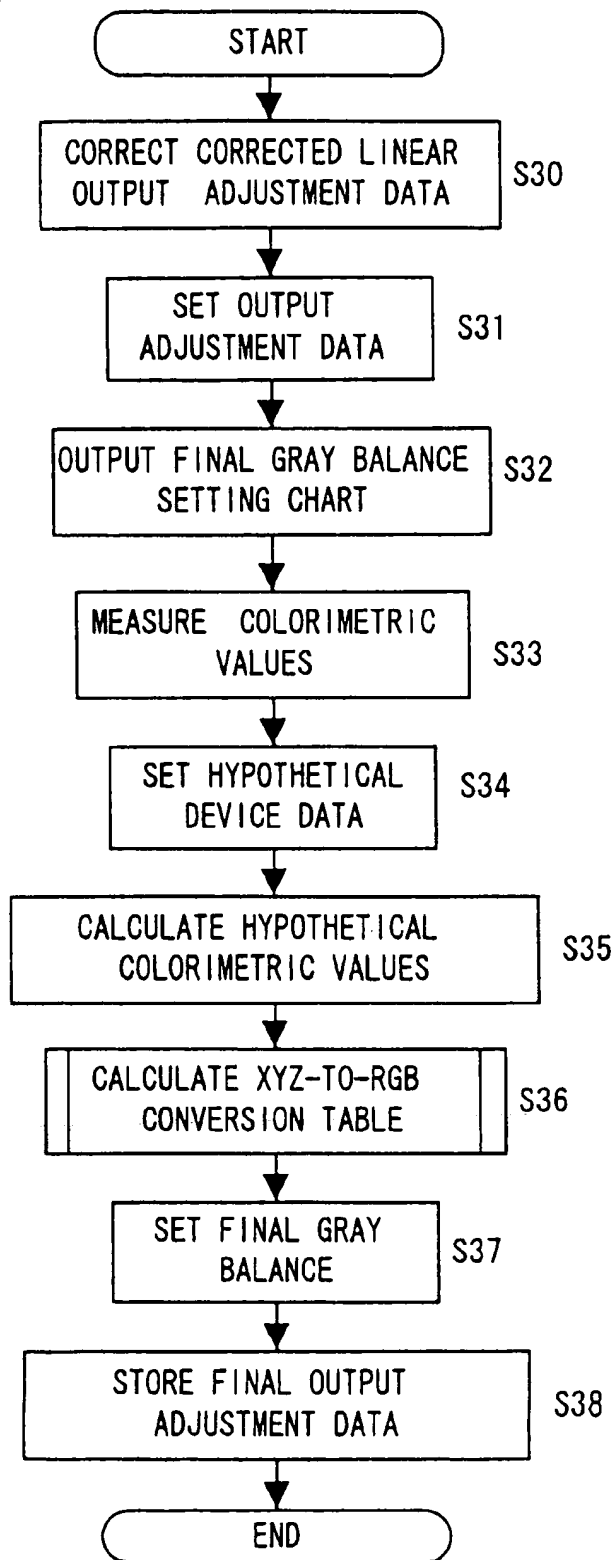 START
CORRECT CORRECTED LINEAR
OUTPUT ADJUSTMENT DATA
S30
SET OUTPUT
ADJUSTMENT DATA
S31
OUTPUT FINAL GRAY BALANCE
SETTING CHART
S32
MEASURE COLORIMETRIC
VALUES
S33
SET HYPOTHETICAL
DEVICE DATA
S34
CALCULATE HYPOTHETICAL
COLORIMETRIC VALUES
S35
CALCULATE XYZ-TO-RGB
CONVERSION TABLE
S36
SET FINAL GRAY
BALANCE
S37
STORE FINAL OUTPUT
ADJUSTMENT DATA
S38
END